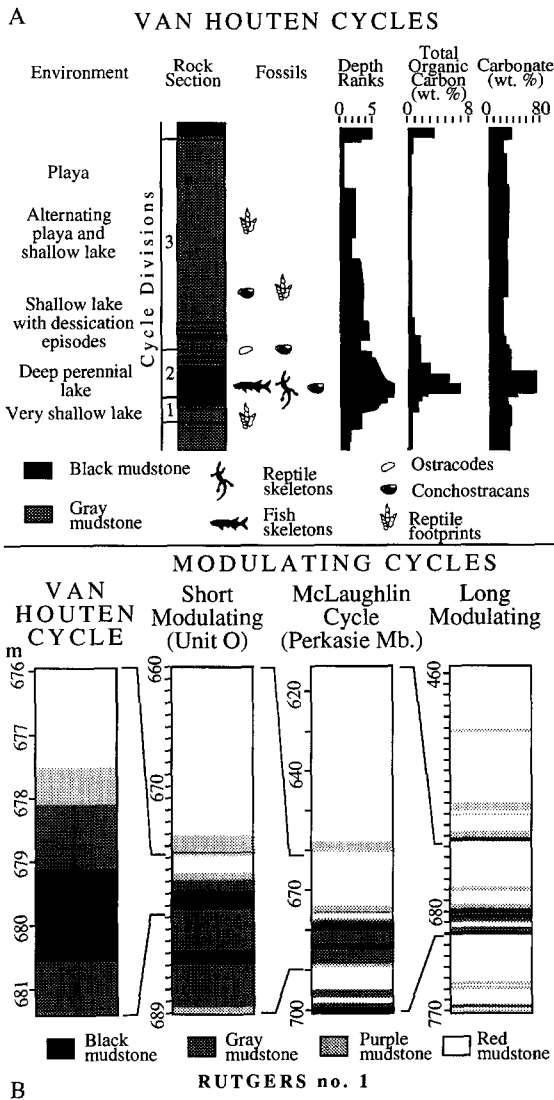 A
VAN HOUTEN CYCLES
Environment
Rock
Section
Fossils
Depth
Ranks
Total
Organic
Carbon
(wt. %)
Carbonate
(wt. %)
0 5
0 8
0 80
Playa
Alternating
playa and
shallow lake
Shallow lake
with dessication
episodes
Deep perennial
lake
Very shallow lake
Cycle Divisions
3
2
1
Black mudstone
Gray
mudstone
Reptile
skeletons
Fish
skeletons
Ostracodes
Conchostracans
Reptile
footprints
MODULATING CYCLES
VAN
HOUTEN
CYCLE
Short
Modulating
(Unit O)
McLaughlin
Cycle
(Perkasie Mb.)
Long
Modulating
m
676
677
678
679
680
681
660
670
689
620
640
670
700
460
680
770
Black
mudstone
Gray
mudstone
Purple
mudstone
Red
mudstone
B
RUTGERS no. 1